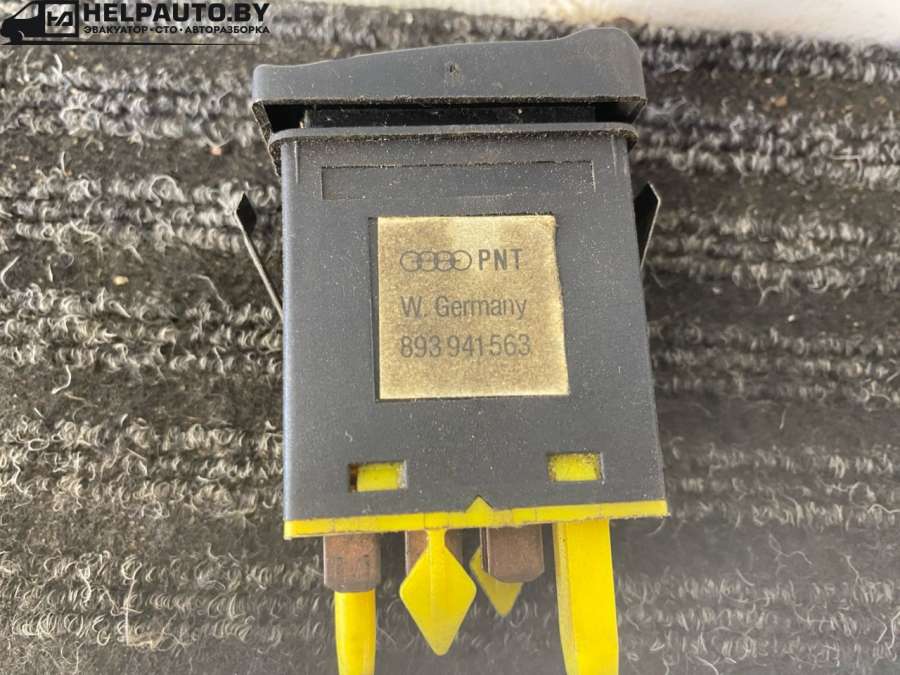 HELPAUTO.BY
ЭВАКУАТОР • СТО • АВТОРАЗБОРКА
PNT
W. Germany
893 941 563